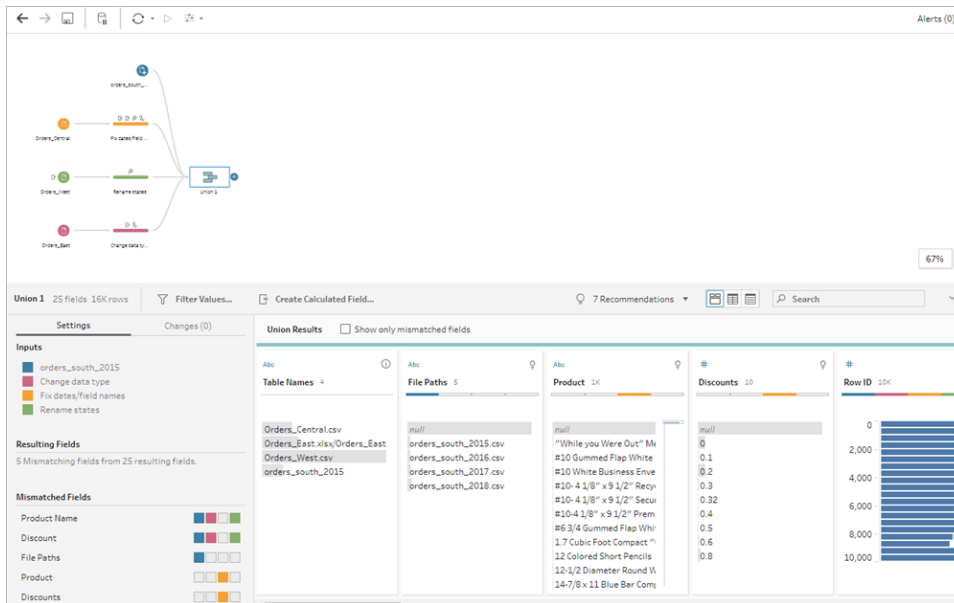 Alerts (0)
orders_south_...
Orders_Central
Fix dates/field ...
Orders_West
Rename states
Union 1
Orders_East
Change data ty...
67%
Union 1 25 fields 16K rows
Filter Values...
Create Calculated Field...
7 Recommendations
Search
Settings
Changes (0)
Inputs
orders_south_2015
Change data type
Fix dates/field names
Rename states
Resulting Fields
5 Mismatching fields from 25 resulting fields.
Mismatched Fields
Product Name
Discount
File Paths
Product
Discounts
Union Results
Show only mismatched fields
Abc
Table Names 4
Orders_Central.csv
Orders_East.xlsx/Orders_East
Orders_West.csv
orders_south_2015
Abc
File Paths 5
null
orders_south_2015.csv
orders_south_2016.csv
orders_south_2017.csv
orders_south_2018.csv
Abc
Product 1K
null
"While you Were Out" Me
#10 Gummed Flap White
#10 White Business Enve
#10- 4 1/8" x 9 1/2" Recy
#10- 4 1/8" x 9 1/2" Secu
#10-4 1/8" x 9 1/2" Prem
#6 3/4 Gummed Flap Whi
1.7 Cubic Foot Compact "
12 Colored Short Pencils
12-1/2 Diameter Round W
14-7/8 x 11 Blue Bar Comp
#
Discounts 10
null
0
0.1
0.2
0.3
0.32
0.4
0.5
0.6
0.8
#
Row ID 10K
0
2,000
4,000
6,000
8,000
10,000